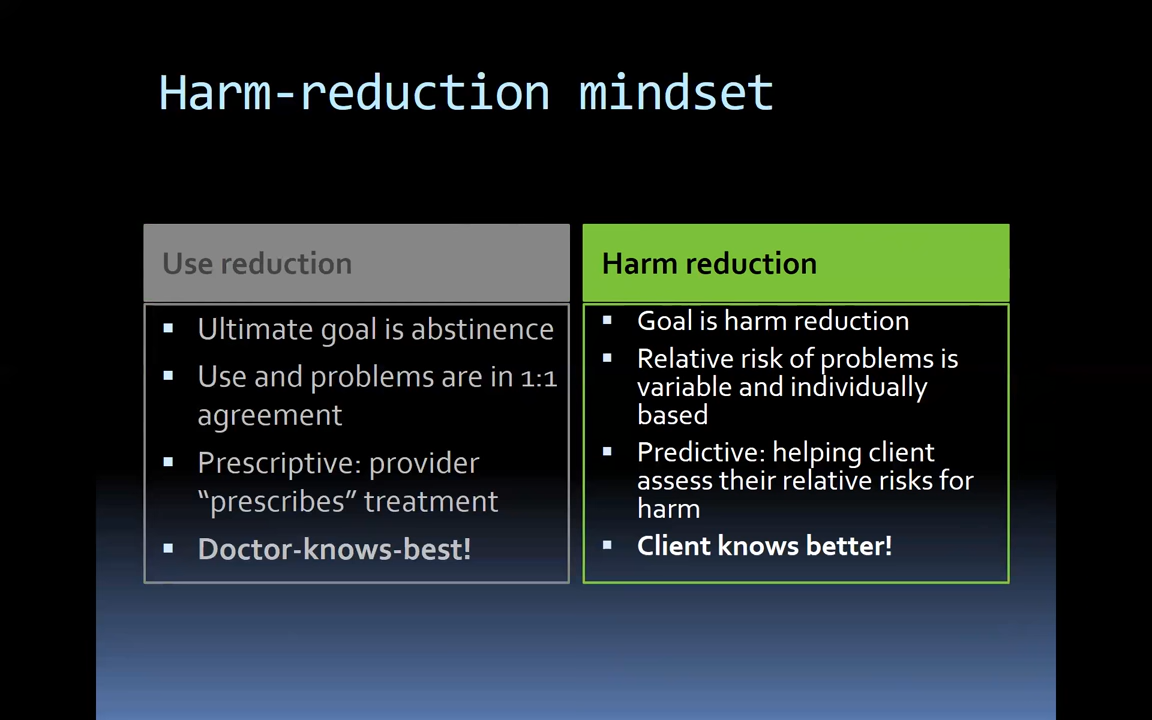 Harm-reduction mindset
Use reduction
▪ Ultimate goal is abstinence
▪ Use and problems are in 1:1
agreement
▪ Prescriptive: provider
“prescribes” treatment
▪ Doctor-knows-best!
Harm reduction
▪ Goal is harm reduction
▪ Relative risk of problems is
variable and individually
based
▪ Predictive: helping client
assess their relative risks for
harm
▪ Client knows better!